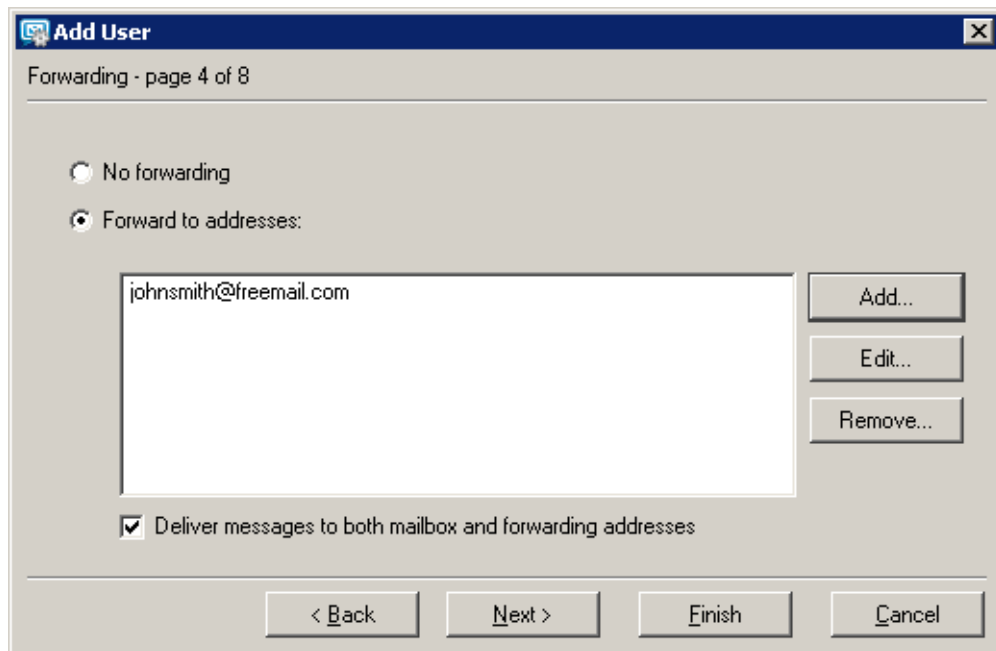 Add User
Forwarding - page 4 of 8
No forwarding
Forward to addresses:
johnsmith@freemail.com
Add...
Edit...
Remove...
Deliver messages to both mailbox and forwarding addresses
< Back
Next >
Finish
Cancel